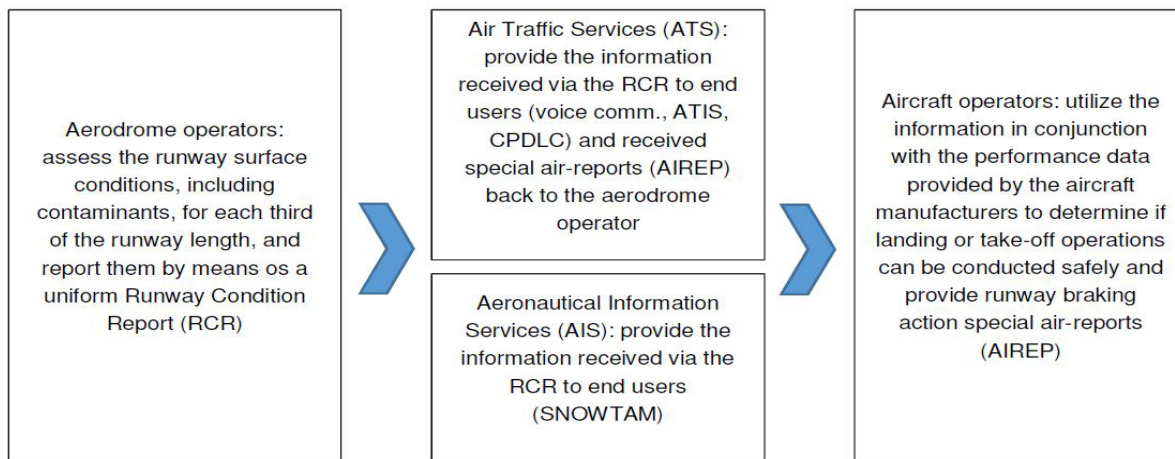 Aerodrome operators:
assess the runway surface
conditions, including
contaminants, for each third
of the runway length, and
report them by means os a
uniform Runway Condition
Report (RCR)
Air Traffic Services (ATS):
provide the information
received via the RCR to end
users (voice comm., ATIS,
CPDLC) and received
special air-reports (AIREP)
back to the aerodrome
operator
Aeronautical Information
Services (AIS): provide the
information received via the
RCR to end users
(SNOWTAM)
Aircraft operators: utilize the
information in conjunction
with the performance data
provided by the aircraft
manufacturers to determine if
landing or take-off operations
can be conducted safely and
provide runway braking
action special air-reports
(AIREP)